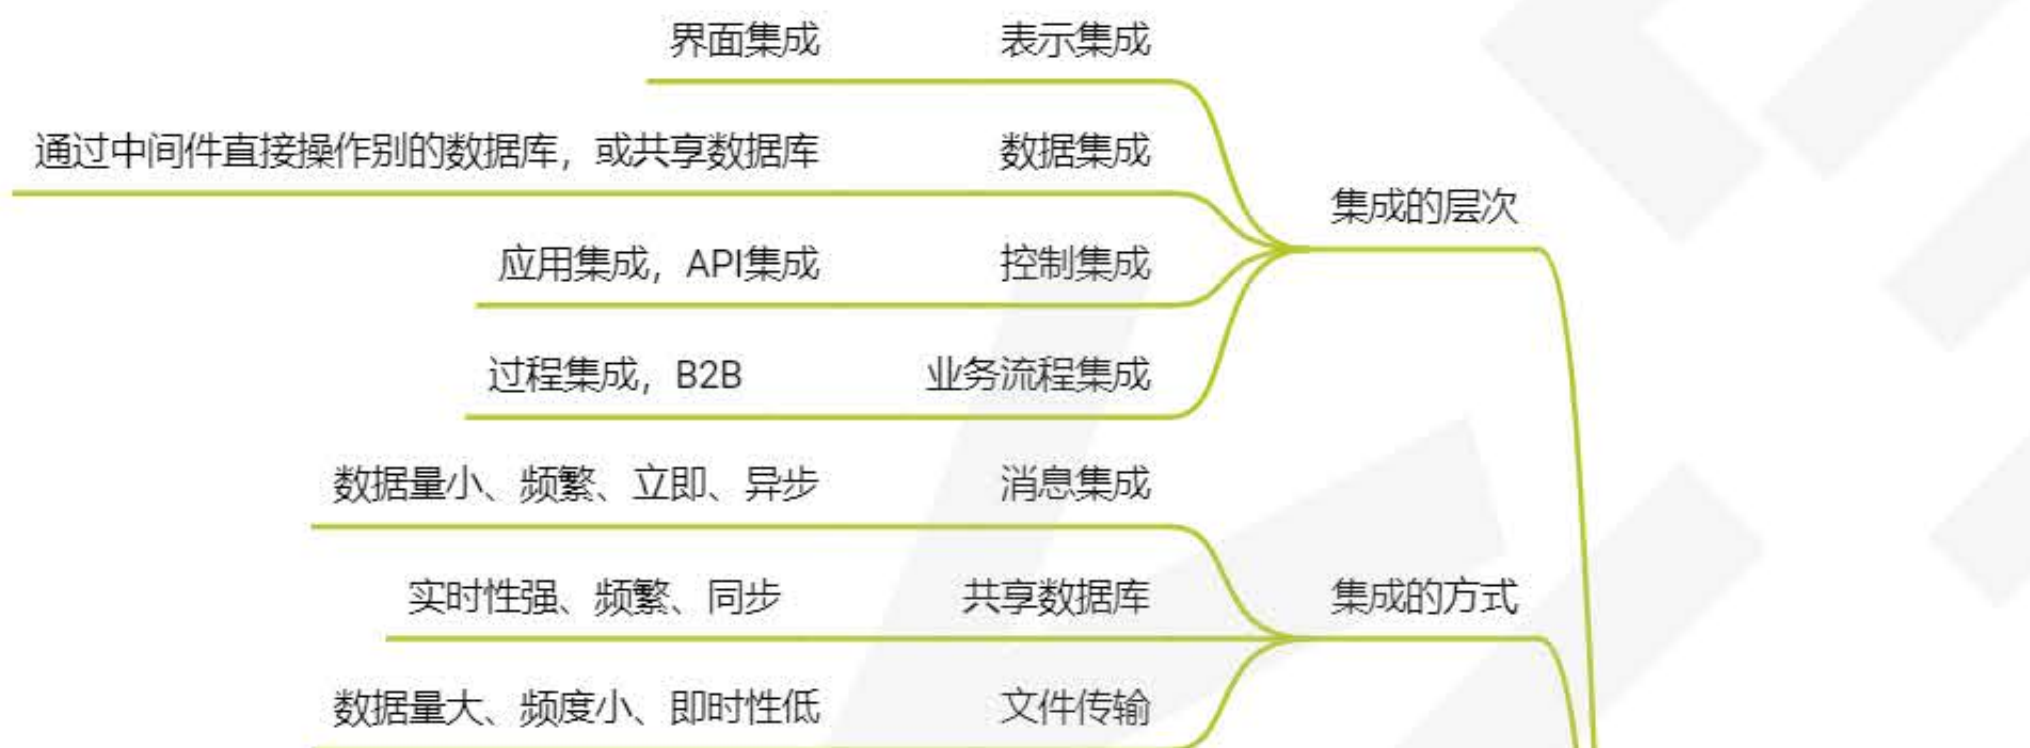 界面集成 表示集成
通过中间件直接操作别的数据库，或共享数据库 数据集成
集成的层次
应用集成，API集成 控制集成
过程集成，B2B 业务流程集成
数据量小、频繁、立即、异步 消息集成
实时性强、频繁、同步 共享数据库 集成的方式
数据量大、频度小、即时性低 文件传输